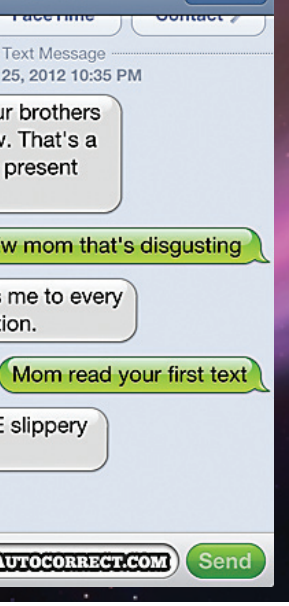 FaceTime
Contact
Text Message
25, 2012 10:35 PM
ur brothers
w. That's a
present
w mom that's disgusting
s me to every
tion.
Mom read your first text
E slippery
AUTOCORRECT.COM
Send